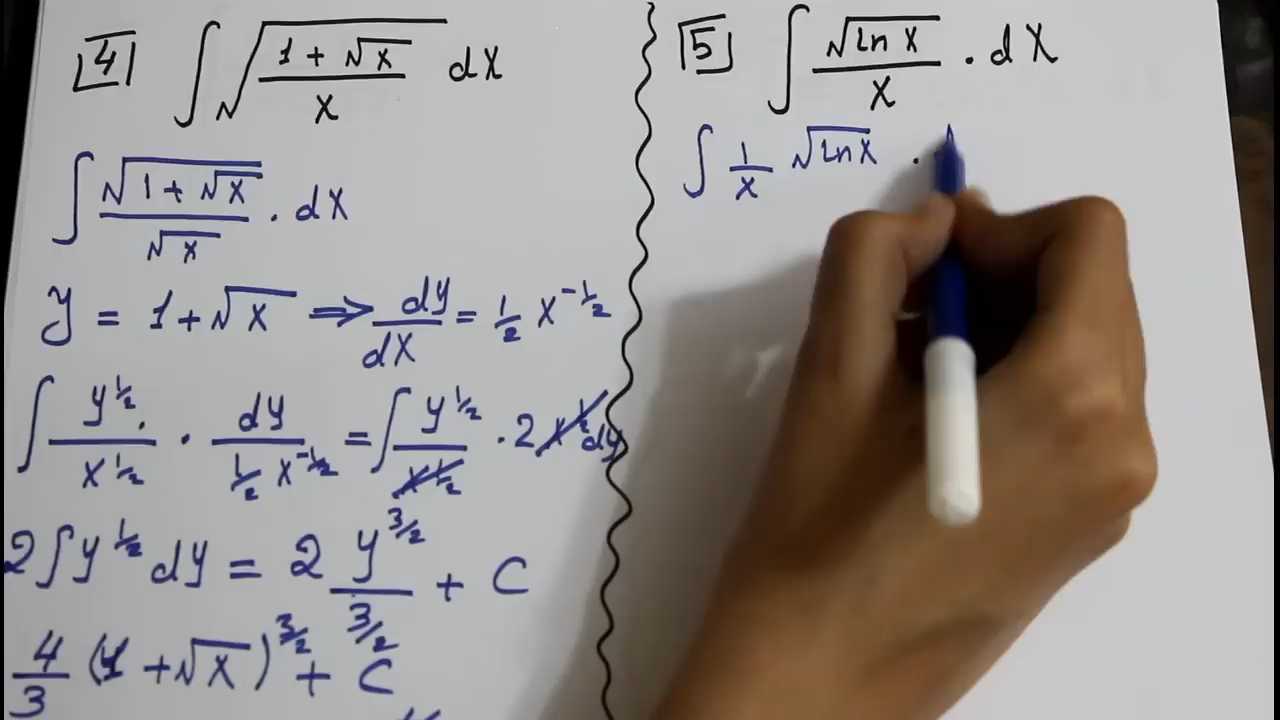 4 ∫ √((1 + √x)/x) dx
∫ √(1 + √x)/√x . dx
y = 1 + √x ⇒ dy/dx = 1/2 x^(-1/2)
∫ y^(1/2)/x^(1/2) . dy/(1/2 x^(-1/2)) = ∫ y^(1/2)/x^(1/2) . 2 x^(1/2) dy
2∫y^(1/2) dy = 2 y^(3/2)/(3/2) + C
4/3 (1 + √x)^(3/2) + C
5 ∫ √(ln x)/x . dx
∫ 1/x √(ln x) .